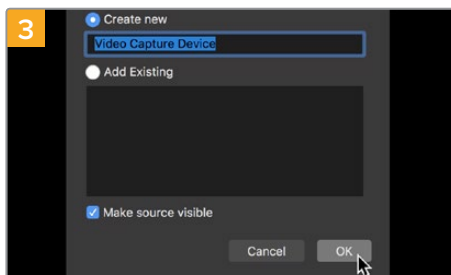 3
Create new
Video Capture Device
Add Existing
Make source visible
Cancel OK